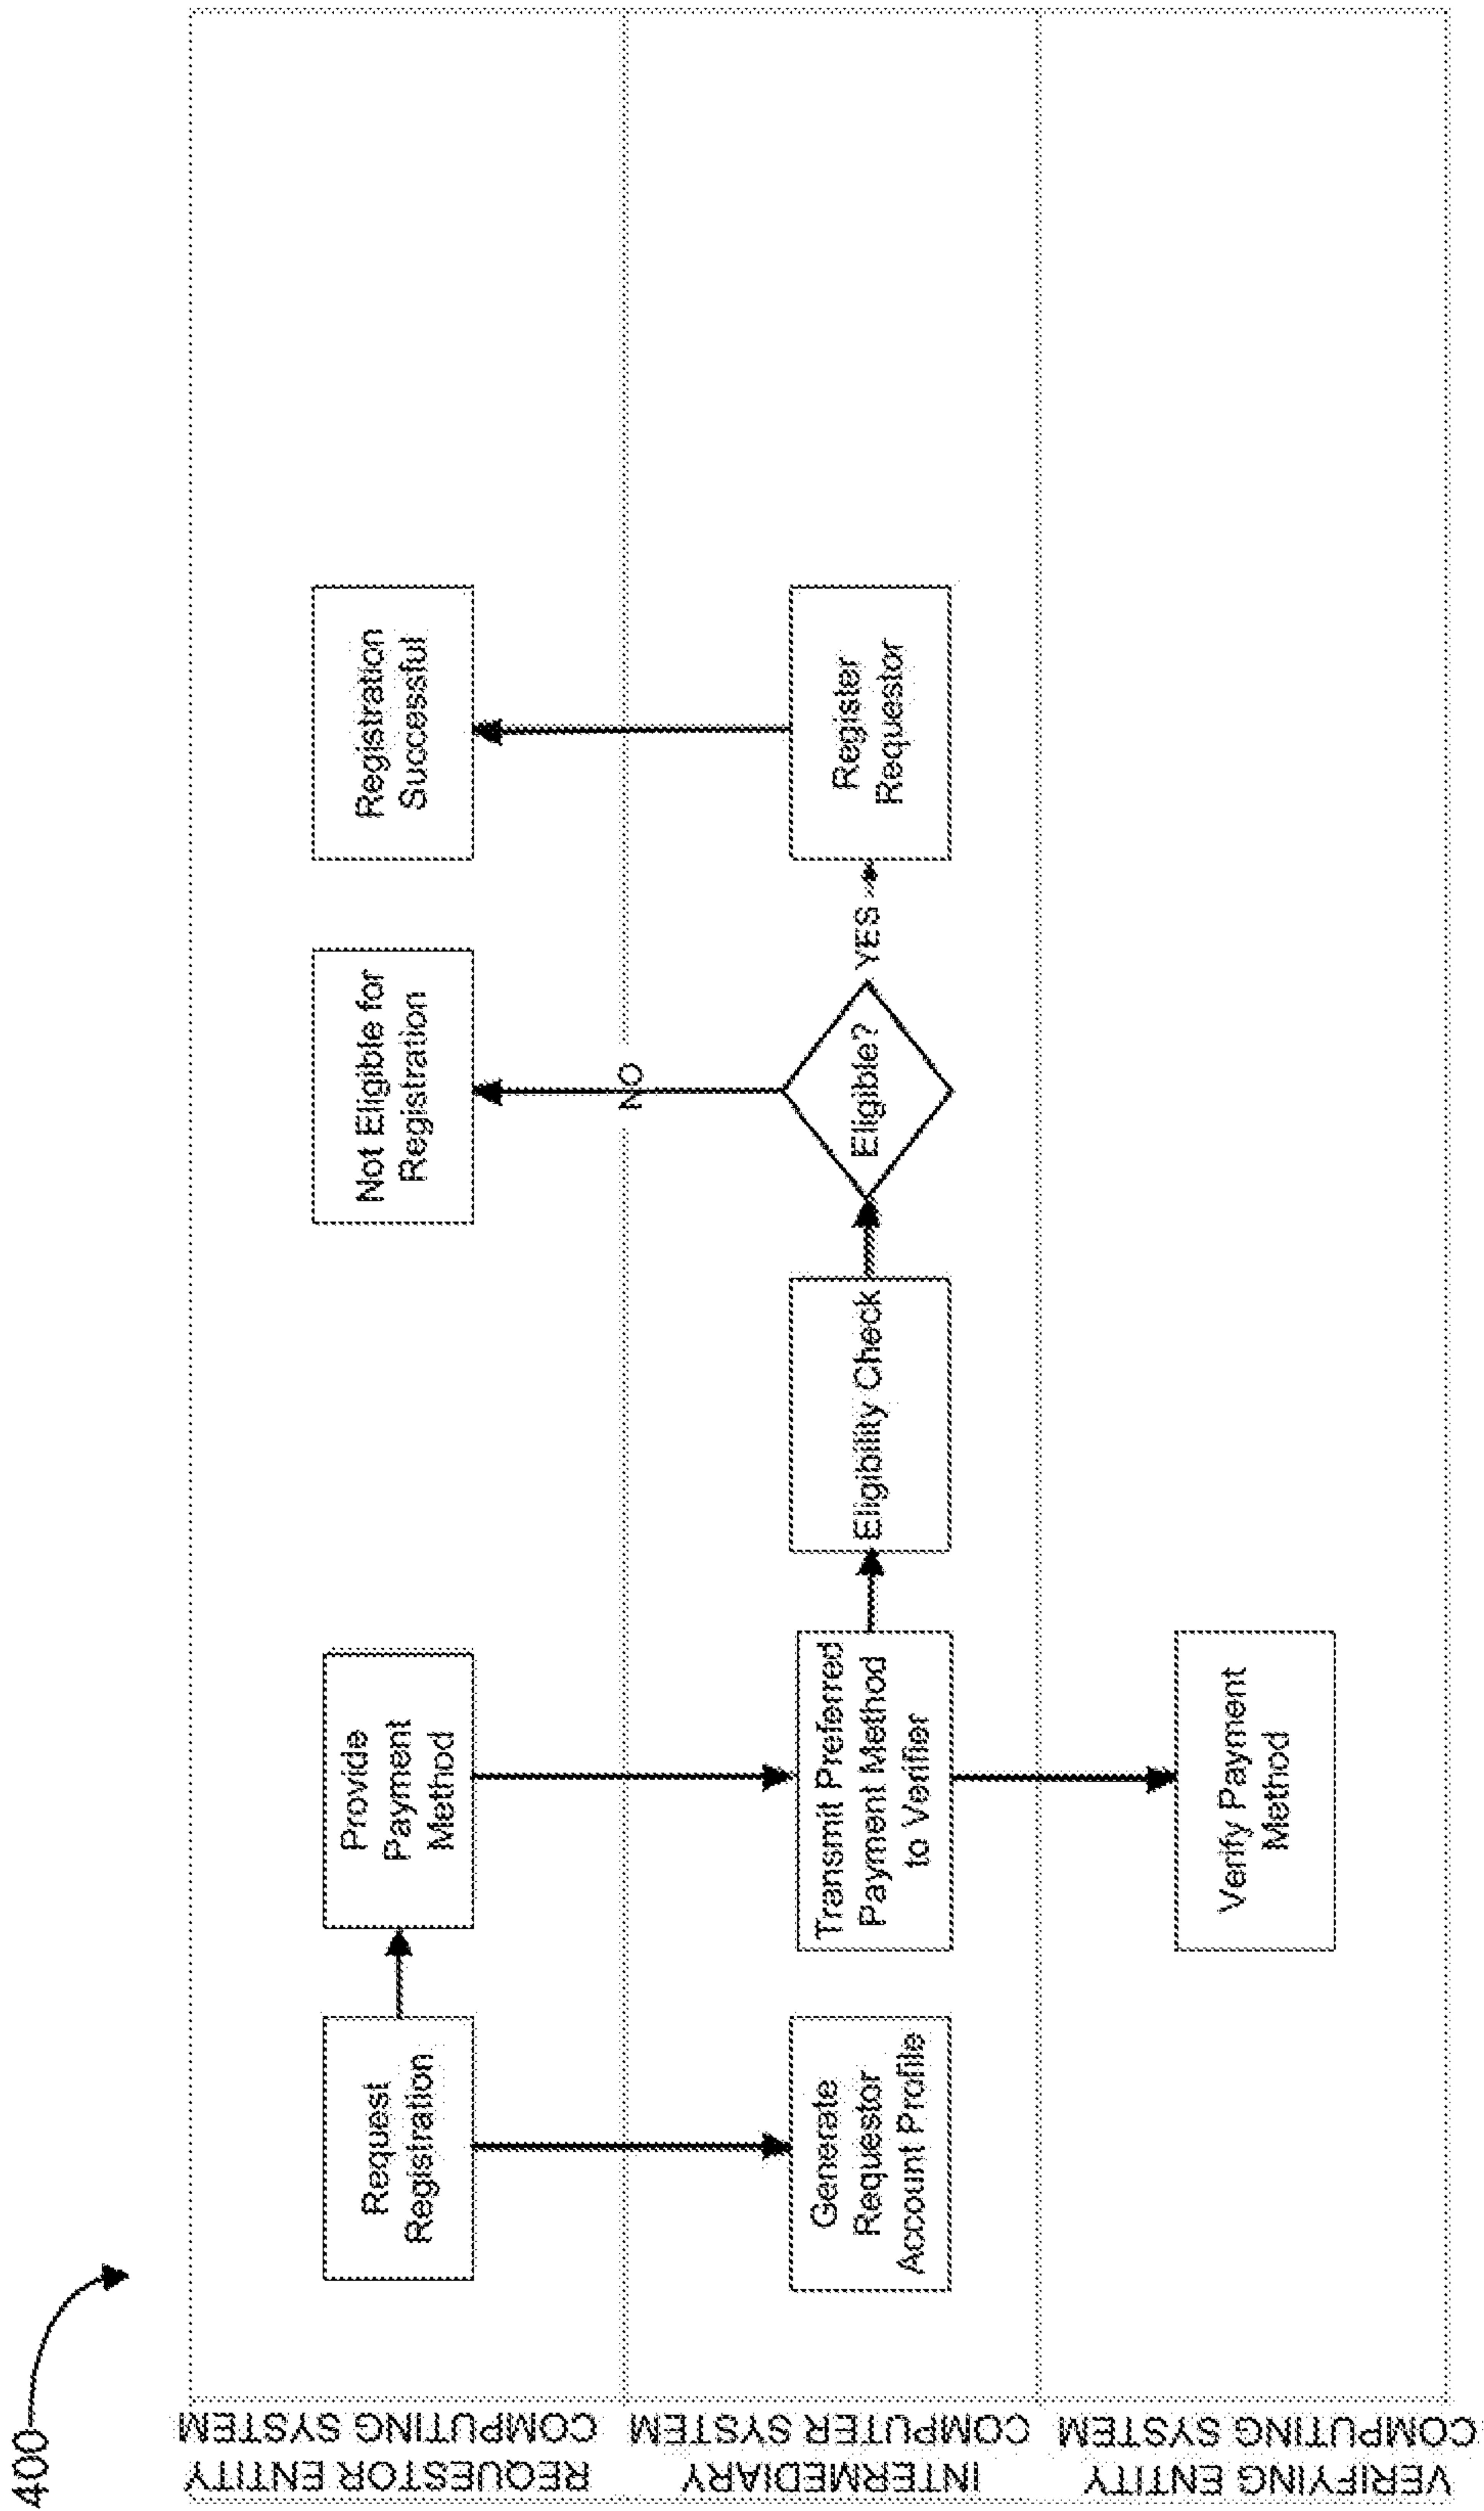 400
REQUESTOR ENTITY
COMPUTING SYSTEM
Request
Registration
Provide
Payment
Method
Not Eligible for
Registration
Registration
Successful
INTERMEDIARY
COMPUTER SYSTEM
Generate
Requestor
Account Profile
Transmit Preferred
Payment Method
to Verifier
Eligibility Check
Eligible?
NO
YES
Register
Requestor
VERIFYING ENTITY
COMPUTING SYSTEM
Verify Payment
Method